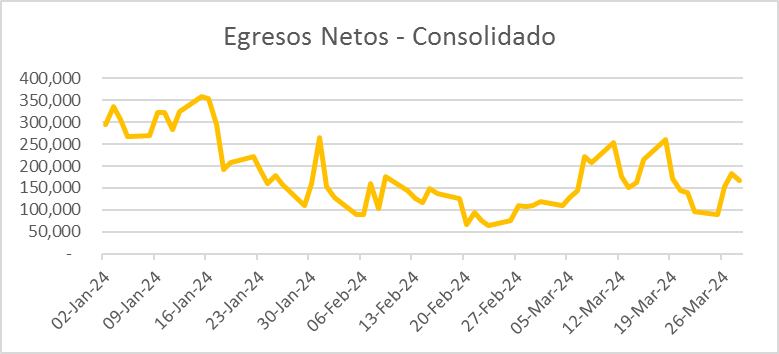 Egresos Netos - Consolidado
400,000
350,000
300,000
250,000
200,000
150,000
100,000
50,000
-
02-Jan-24
09-Jan-24
16-Jan-24
23-Jan-24
30-Jan-24
06-Feb-24
13-Feb-24
20-Feb-24
27-Feb-24
05-Mar-24
12-Mar-24
19-Mar-24
26-Mar-24